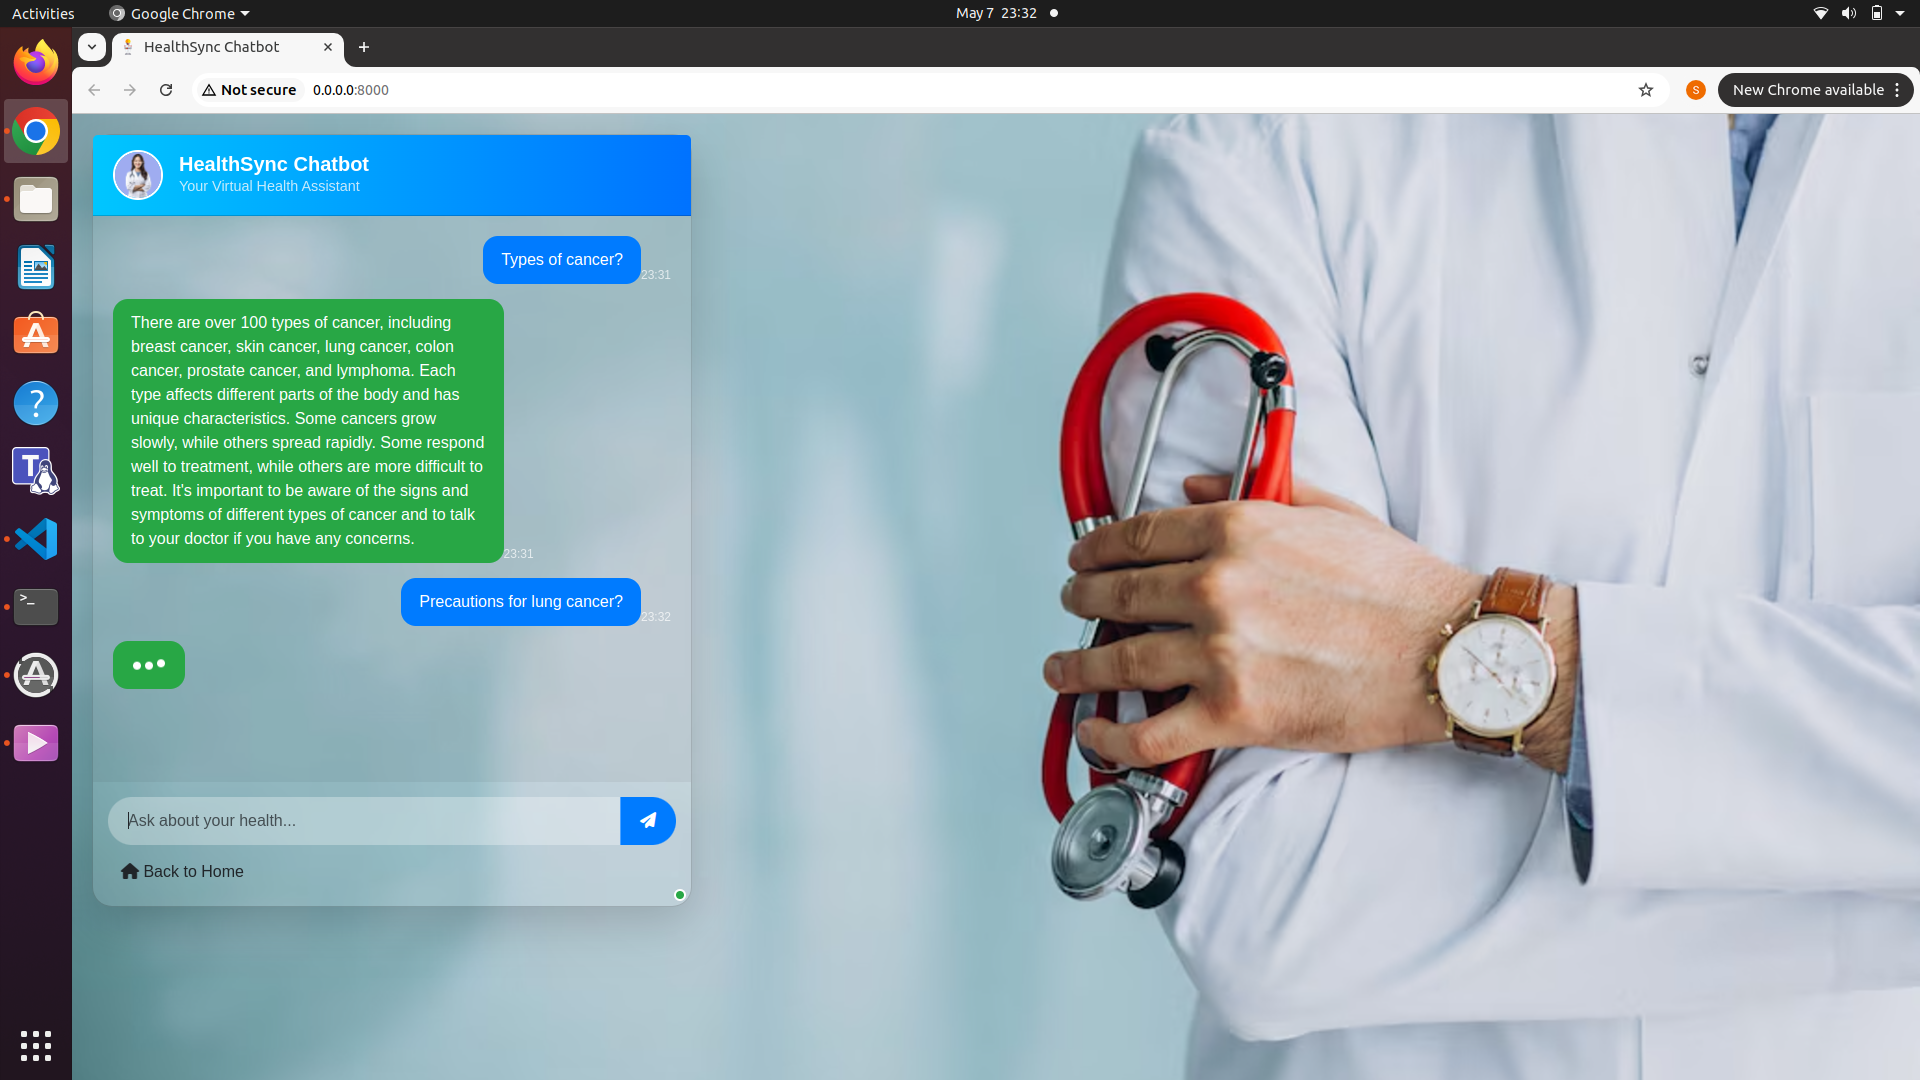 Activities
Google Chrome
May 7 23:32
HealthSync Chatbot
Not secure
0.0.0.0:8000
S
New Chrome available
HealthSync Chatbot
Your Virtual Health Assistant
Types of cancer?
23:31
There are over 100 types of cancer, including
breast cancer, skin cancer, lung cancer, colon
cancer, prostate cancer, and lymphoma. Each
type affects different parts of the body and has
unique characteristics. Some cancers grow
slowly, while others spread rapidly. Some respond
well to treatment, while others are more difficult to
treat. It's important to be aware of the signs and
symptoms of different types of cancer and to talk
to your doctor if you have any concerns.
23:31
Precautions for lung cancer?
23:32
Ask about your health...
Back to Home